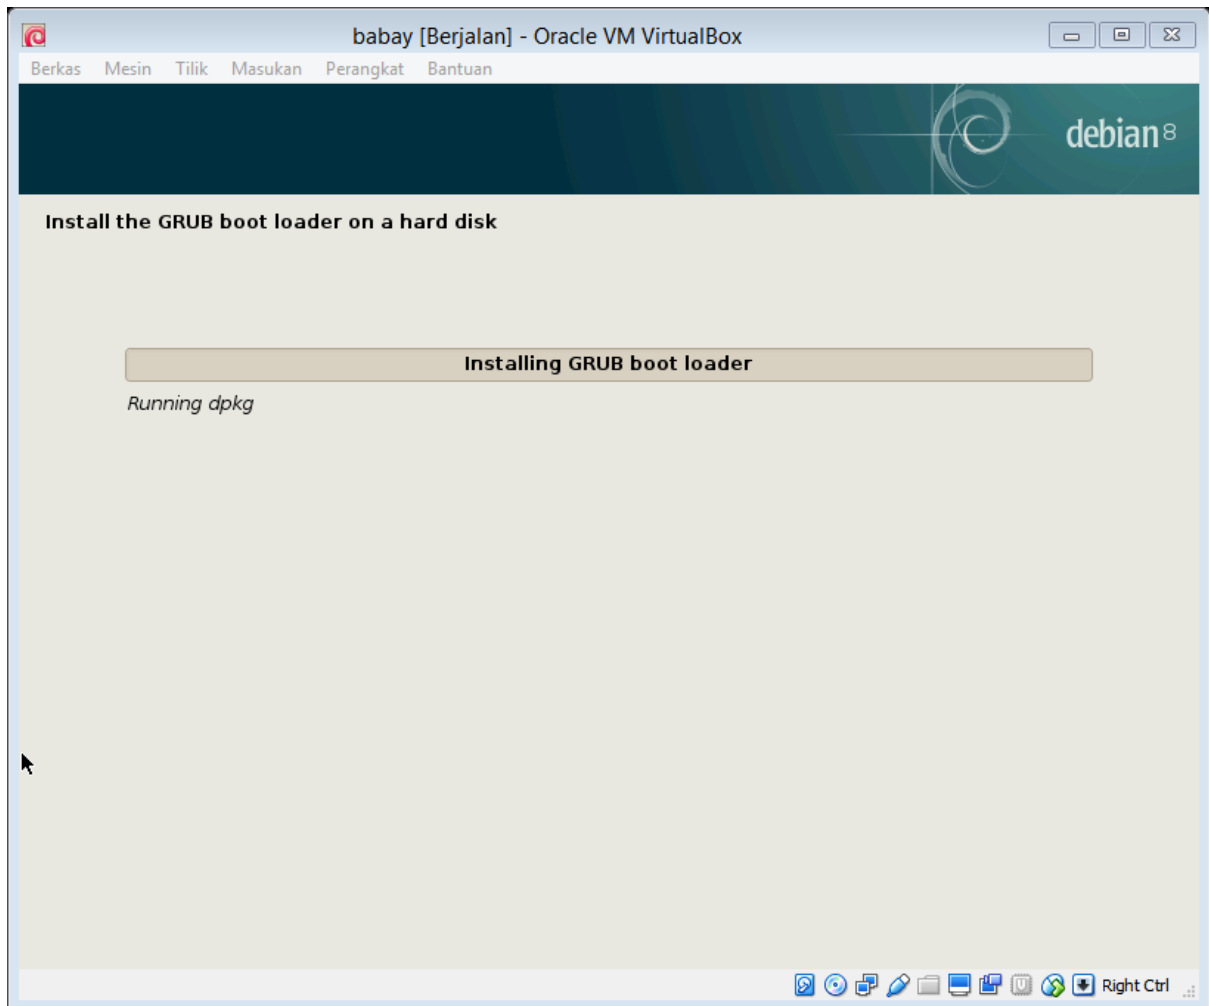 babay [Berjalan] - Oracle VM VirtualBox
Berkas Mesin Tilik Masukan Perangkat Bantuan
debian 8
Install the GRUB boot loader on a hard disk
Installing GRUB boot loader
Running dpkg
Right Ctrl